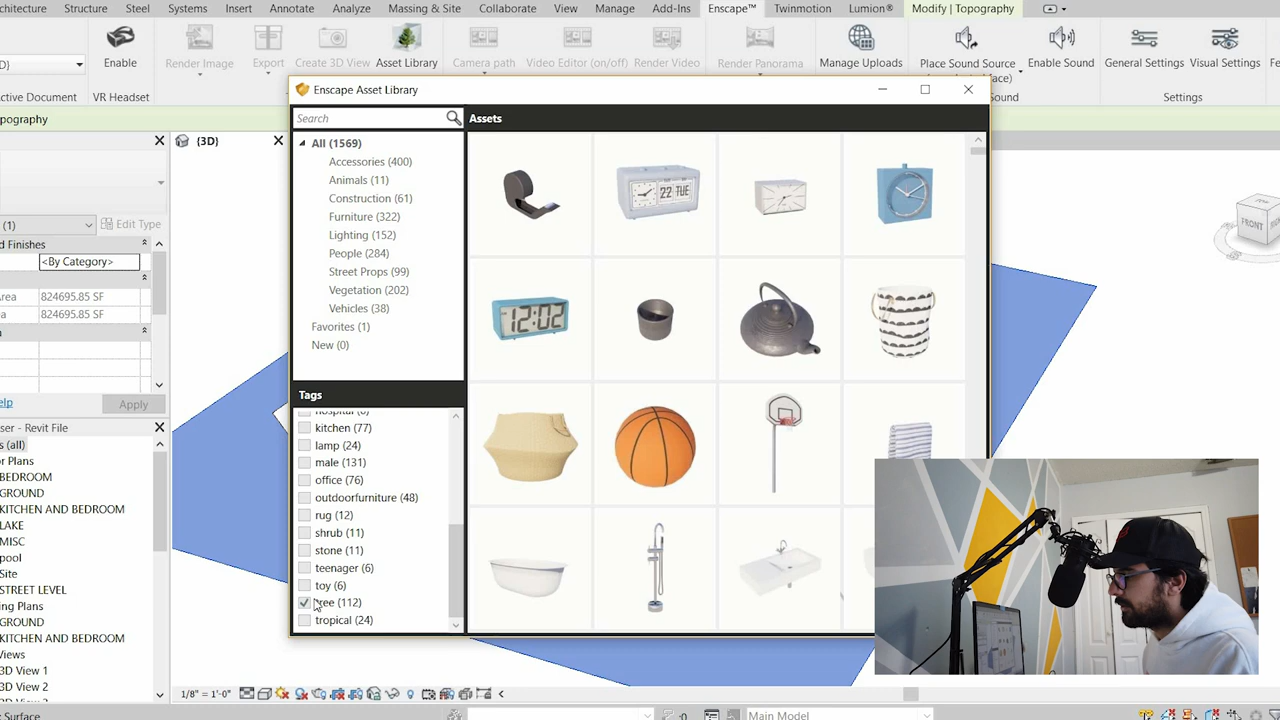 Structure Steel Systems Insert Annotate Analyze Massing & Site Collaborate View Manage Add-Ins Enscape™ Twinmotion Lumion® Modify | Topography
Enable Render Image Export Create 3D View Asset Library Camera path Video Editor (on/off) Render Video Render Panorama Manage Uploads Place Sound Source Enable Sound General Settings Visual Settings
VR Headset
Settings
{3D}
Enscape Asset Library
Search
Assets
All (1569)
Accessories (400)
Animals (11)
Construction (61)
Furniture (322)
Lighting (152)
People (284)
Street Props (99)
Vegetation (202)
Vehicles (38)
Favorites (1)
New (0)
Tags
kitchen (77)
lamp (24)
male (131)
office (76)
outdoorfurniture (48)
rug (12)
shrub (11)
stone (11)
teenager (6)
toy (6)
tree (112)
tropical (24)
22 TUE
12:02
(1)
Edit Type
Finishes
<By Category>
824695.85 SF
824695.85 SF
Apply
Revit File
(all)
Plans
BEDROOM
GROUND
KITCHEN AND BEDROOM
LAKE
MISC
pool
Site
STREET LEVEL
Plans
GROUND
KITCHEN AND BEDROOM
3D View 1
3D View 2
FRONT
1/8" = 1'-0"
Main Model